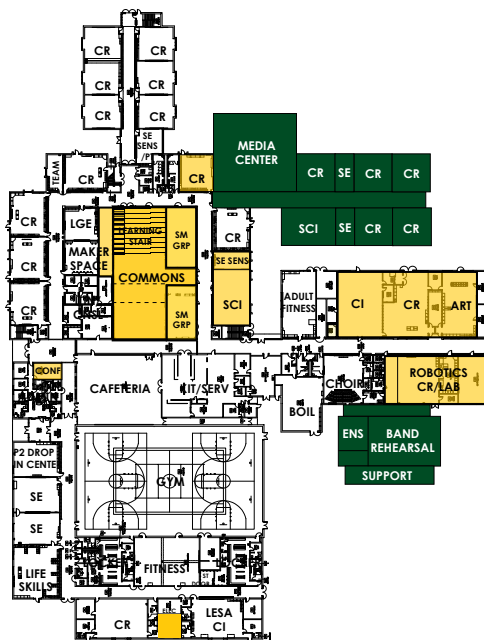 CR CR
CR CR
CR CR
SE
SENS
/PT
TEAM
CR
CR
MEDIA
CENTER
CR SE CR CR
SCI SE CR CR
CR
CR
CR
LGE
MAKER
SPACE
LEARNING
STAIR
COMMONS
SM
GRP
SM
GRP
CR
SE SENS
SCI
ADULT
FITNESS
CI
CR
ART
CONF
CAFETERIA
KIT/SERV
BOIL
CHOIR
ROBOTICS
CR/LAB
ENS
BAND
REHEARSAL
SUPPORT
P2 DROP
IN CENTER
SE
SE
LIFE
SKILLS
GYM
FITNESS
ST
CR
ELEC
LESA
CI